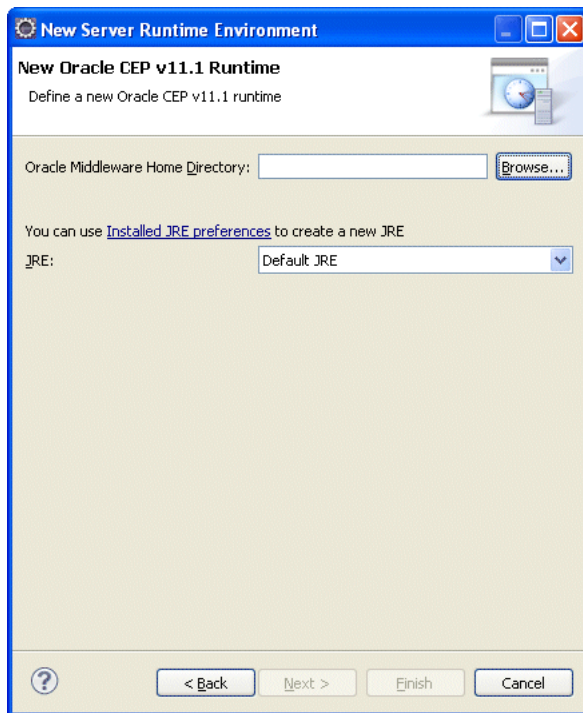 New Server Runtime Environment
New Oracle CEP v11.1 Runtime
Define a new Oracle CEP v11.1 runtime
Oracle Middleware Home Directory: Browse...
You can use Installed JRE preferences to create a new JRE
JRE: Default JRE
? < Back Next > Finish Cancel